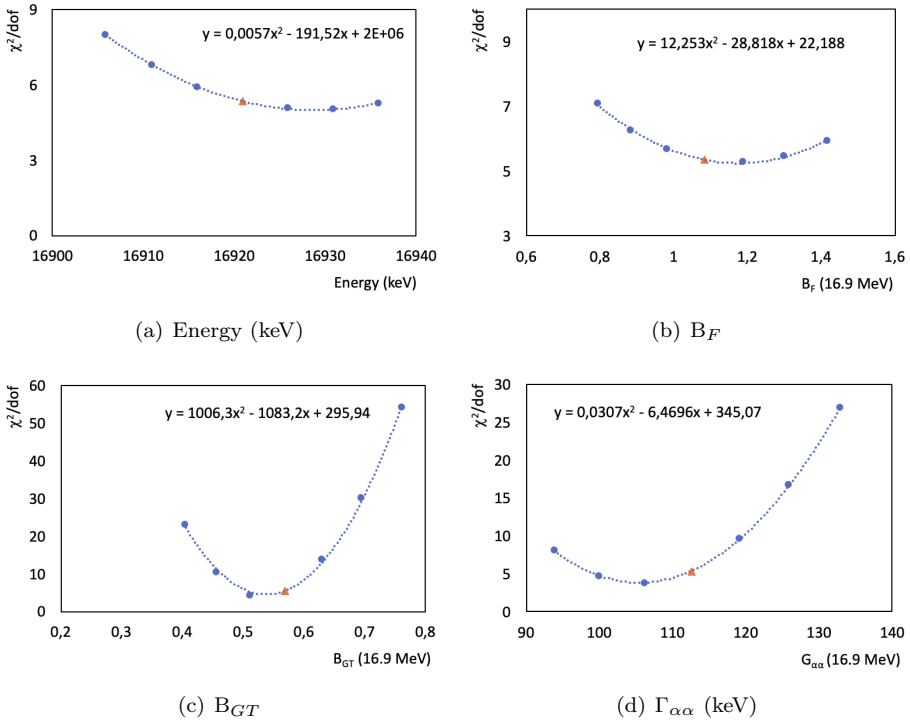 χ²/dof
9
6
3
0
y = 0,0057x² - 191,52x + 2E+06
16900 16910 16920 16930 16940
Energy (keV)
(a) Energy (keV)
χ²/dof
9
7
5
3
y = 12,253x² - 28,818x + 22,188
0,6 0,8 1 1,2 1,4 1,6
B_F (16.9 MeV)
(b) B_F
χ²/dof
60
50
40
30
20
10
0
y = 1006,3x² - 1083,2x + 295,94
0,2 0,3 0,4 0,5 0,6 0,7 0,8
B_GT (16.9 MeV)
(c) B_GT
χ²/dof
30
25
20
15
10
5
0
y = 0,0307x² - 6,4696x + 345,07
90 100 110 120 130 140
G_αα (16.9 MeV)
(d) Γ_αα (keV)